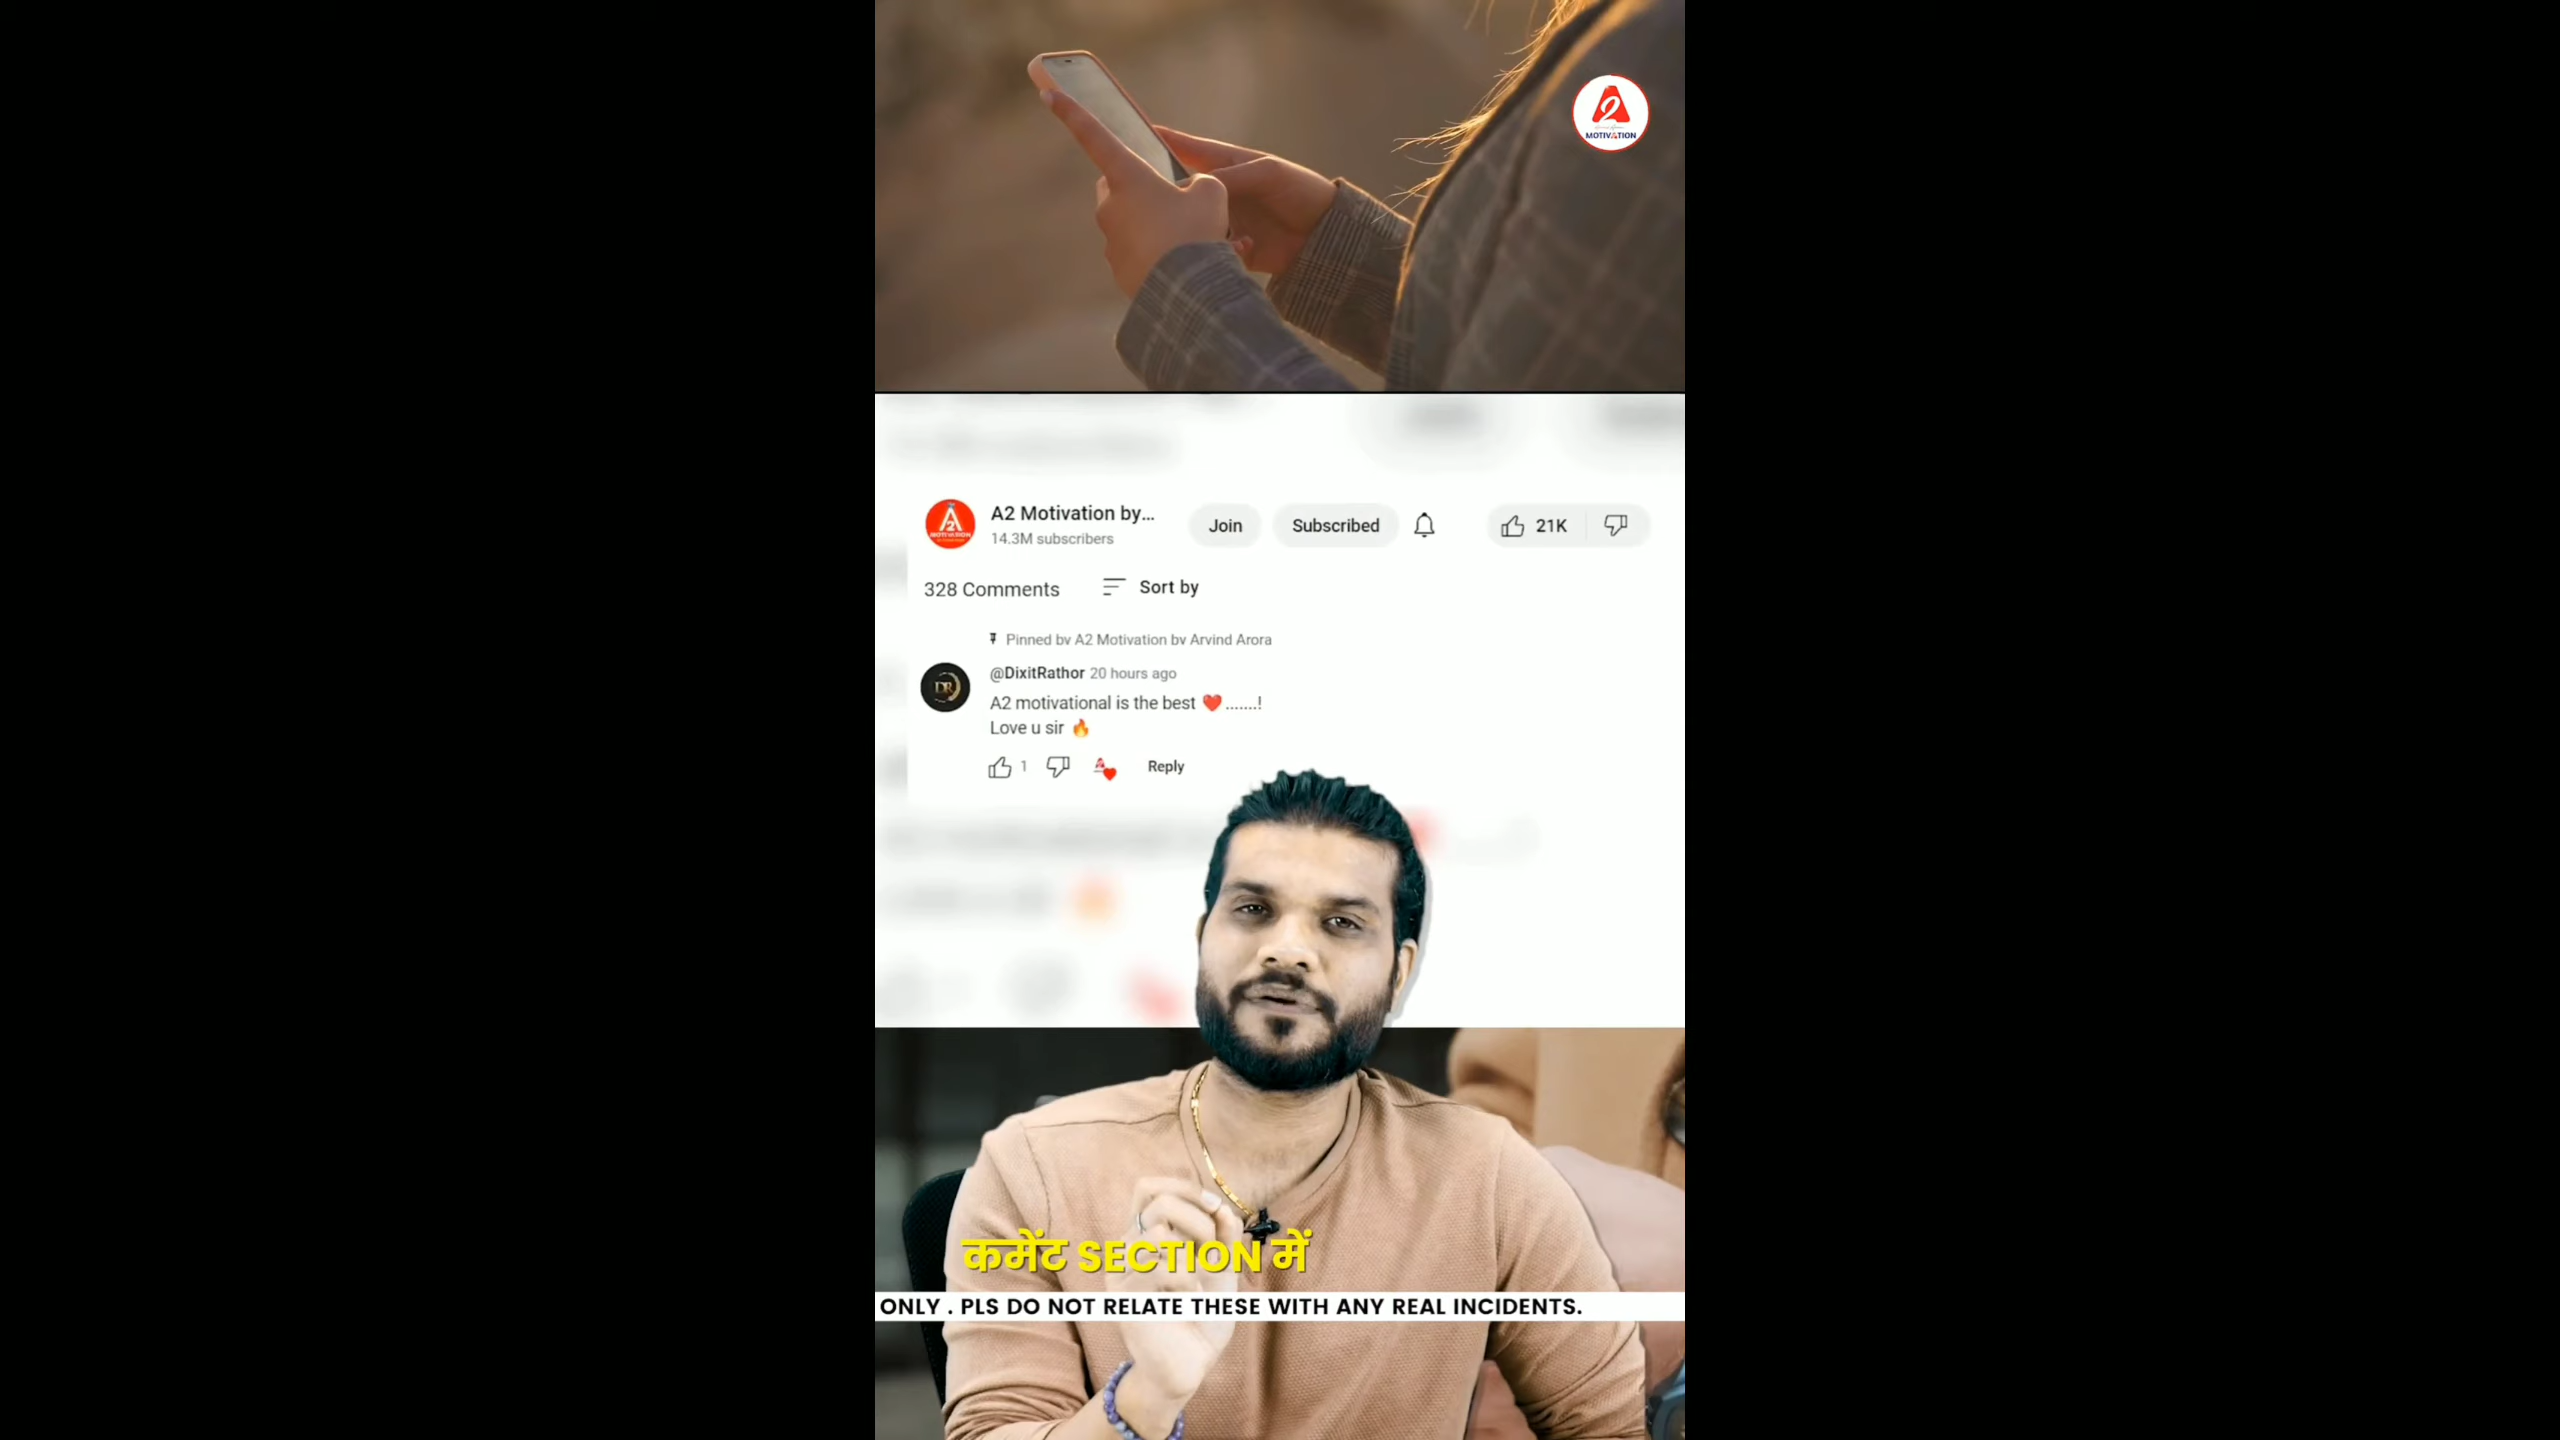 A2
MOTIVATION
A2 Motivation by...
14.3M subscribers
Join
Subscribed
21K
328 Comments
Sort by
Pinned by A2 Motivation by Arvind Arora
@DixitRathor 20 hours ago
A2 motivational is the best ❤️.......!
Love u sir 🔥
1
Reply
कमेंट SECTION में
ONLY . PLS DO NOT RELATE THESE WITH ANY REAL INCIDENTS.